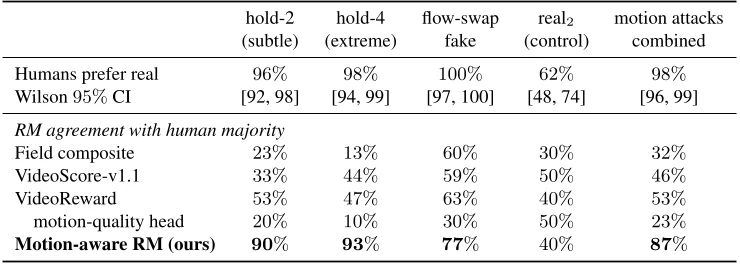 hold-2 hold-4 flow-swap real₂ motion attacks
(subtle) (extreme) fake (control) combined
Humans prefer real 96% 98% 100% 62% 98%
Wilson 95% CI [92, 98] [94, 99] [97, 100] [48, 74] [96, 99]
RM agreement with human majority
Field composite 23% 13% 60% 30% 32%
VideoScore-v1.1 33% 44% 59% 50% 46%
VideoReward 53% 47% 63% 40% 53%
motion-quality head 20% 10% 30% 50% 23%
Motion-aware RM (ours) 90% 93% 77% 40% 87%